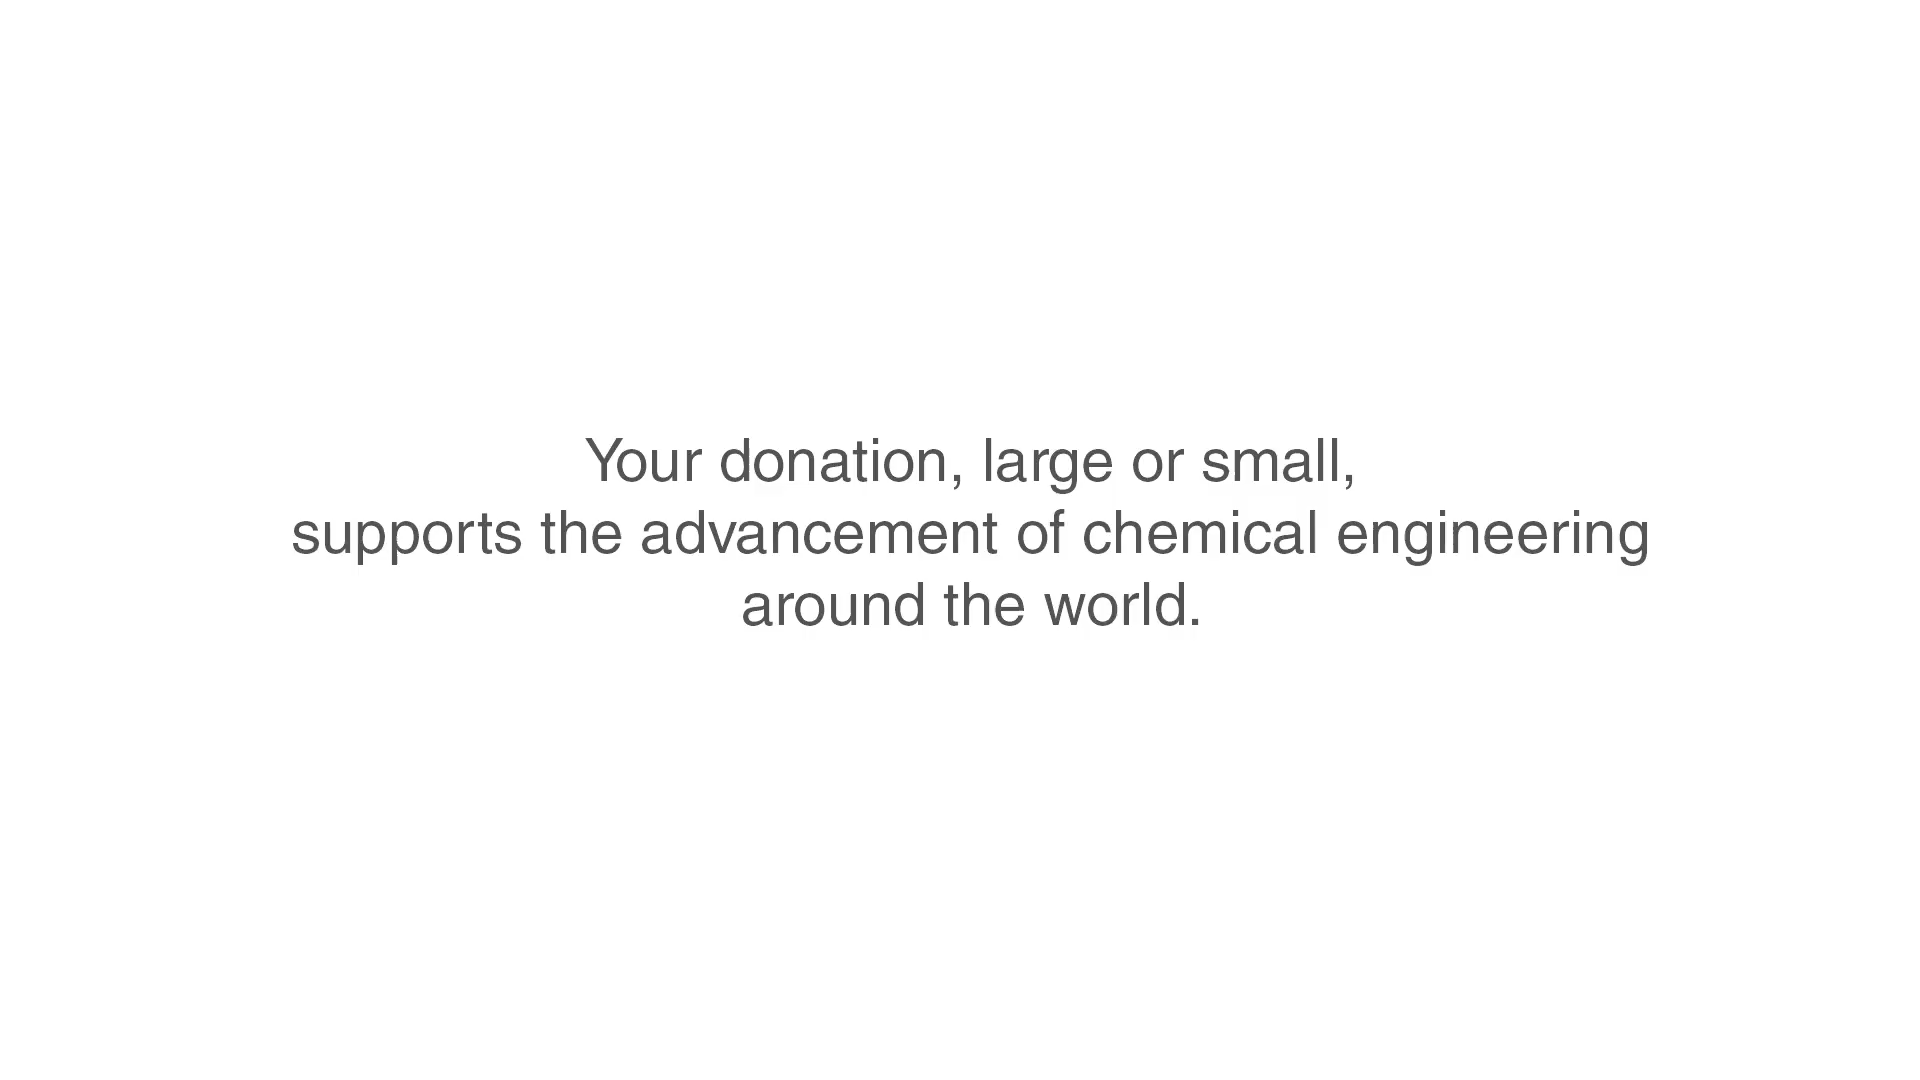 Your donation, large or small,
supports the advancement of chemical engineering
around the world.